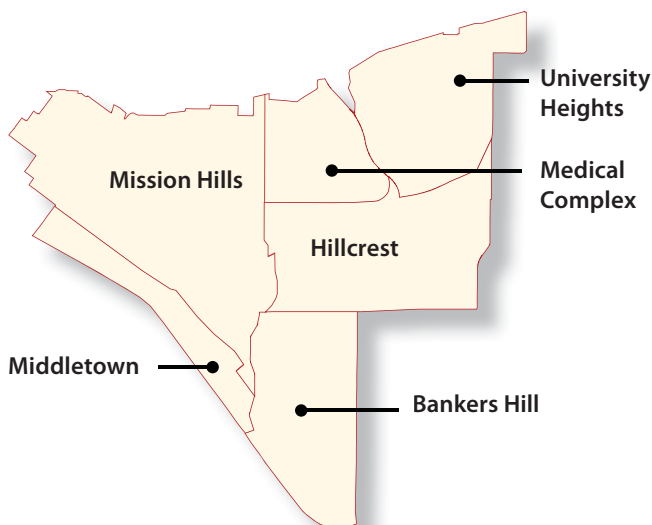 University
Heights
Medical
Complex
Mission Hills
Hillcrest
Middletown
Bankers Hill